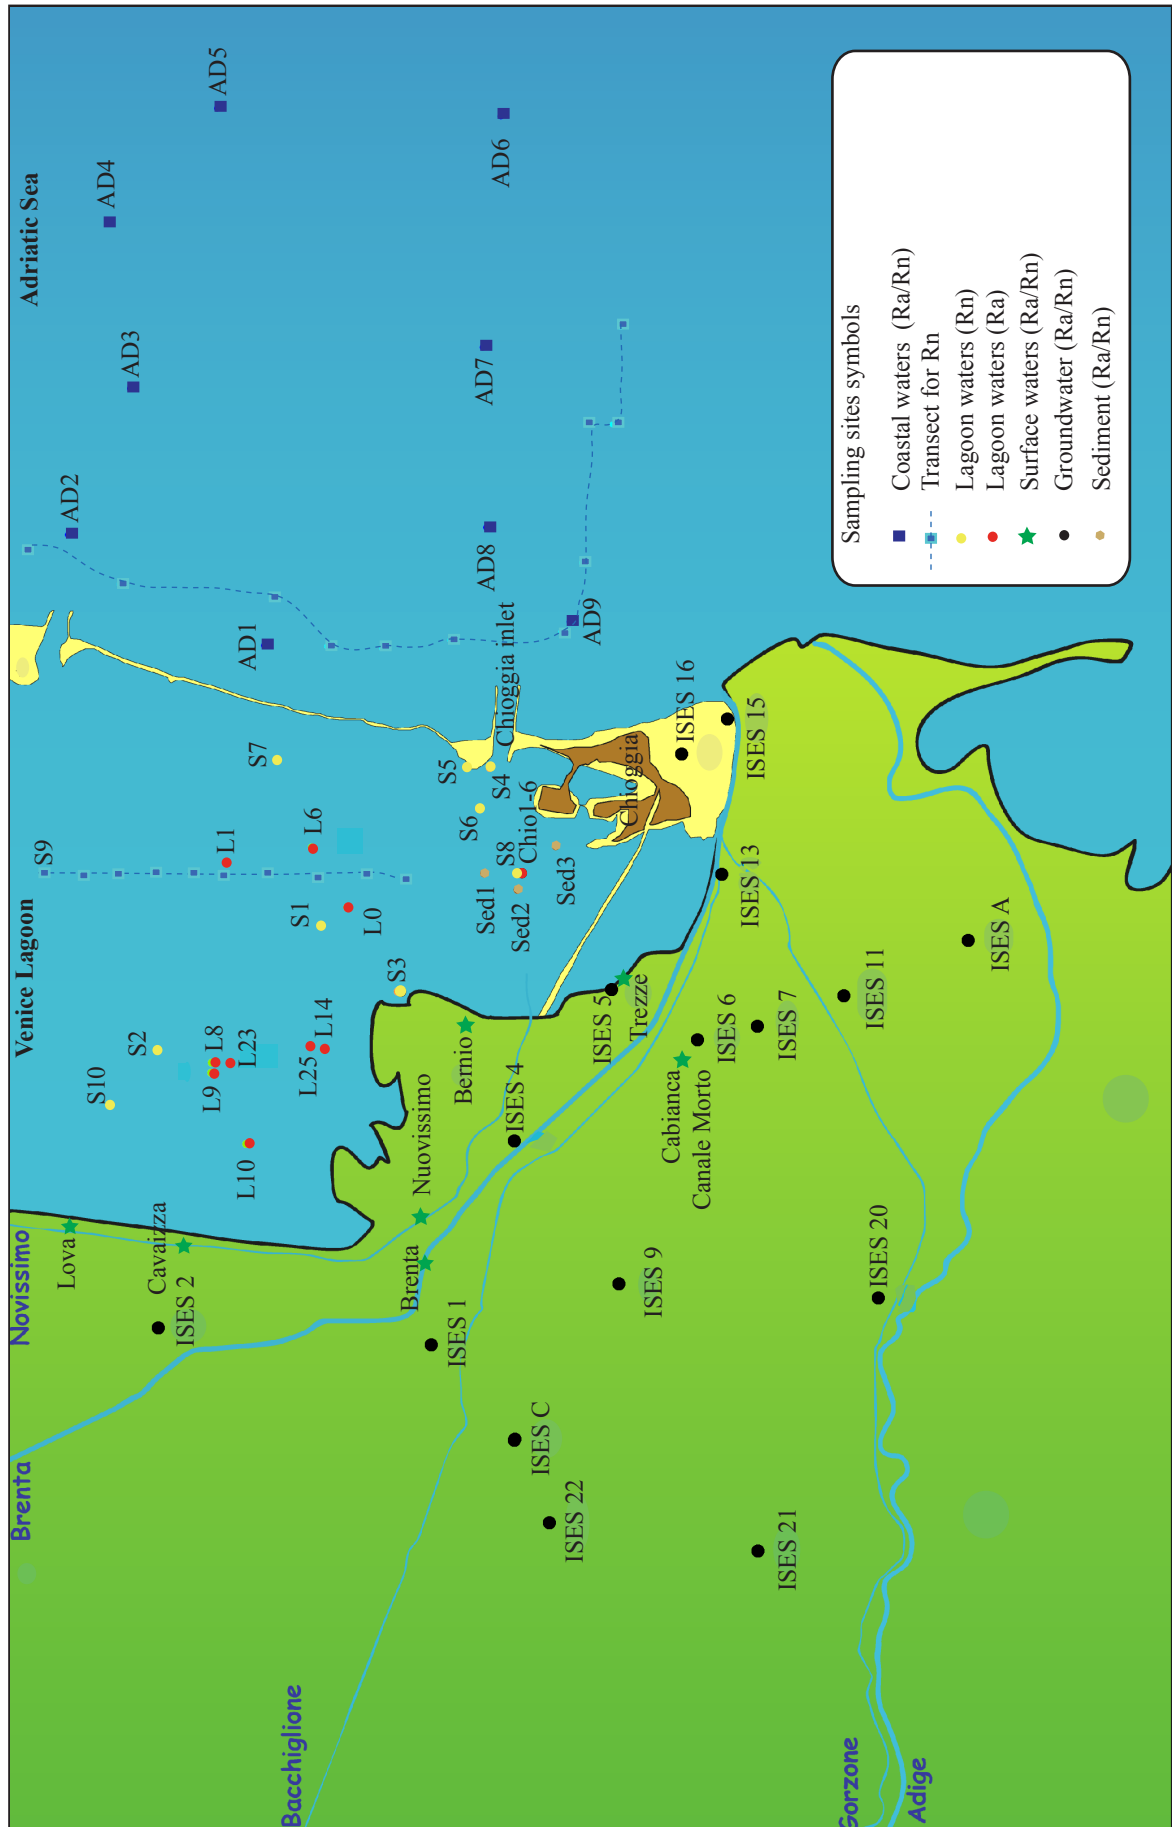 Brenta
Novissimo
Venice Lagoon
Adriatic Sea
Lova
S10
S2
S9
AD2
AD4
Cavaizza
ISES 2
L9
L8
L23
L1
AD3
AD5
L10
S7
AD1
Bacchiglione
L25
L14
S1
L6
L0
S3
Brenta
Nuovissimo
ISES 1
Bernio
S5
S6
S4
Sed1
S8
Chio1-6
Sed2
Sed3
Chioggia inlet
AD8
AD7
AD6
AD9
ISES C
ISES 4
ISES 22
ISES 5
Trezze
Chioggia
ISES 9
Cabianca
Canale Morto
ISES 6
ISES 16
ISES 21
ISES 7
ISES 13
ISES 15
Gorzone
Adige
ISES 20
ISES 11
ISES A
Sampling sites symbols
Coastal waters (Ra/Rn)
Transect for Rn
Lagoon waters (Rn)
Lagoon waters (Ra)
Surface waters (Ra/Rn)
Groundwater (Ra/Rn)
Sediment (Ra/Rn)